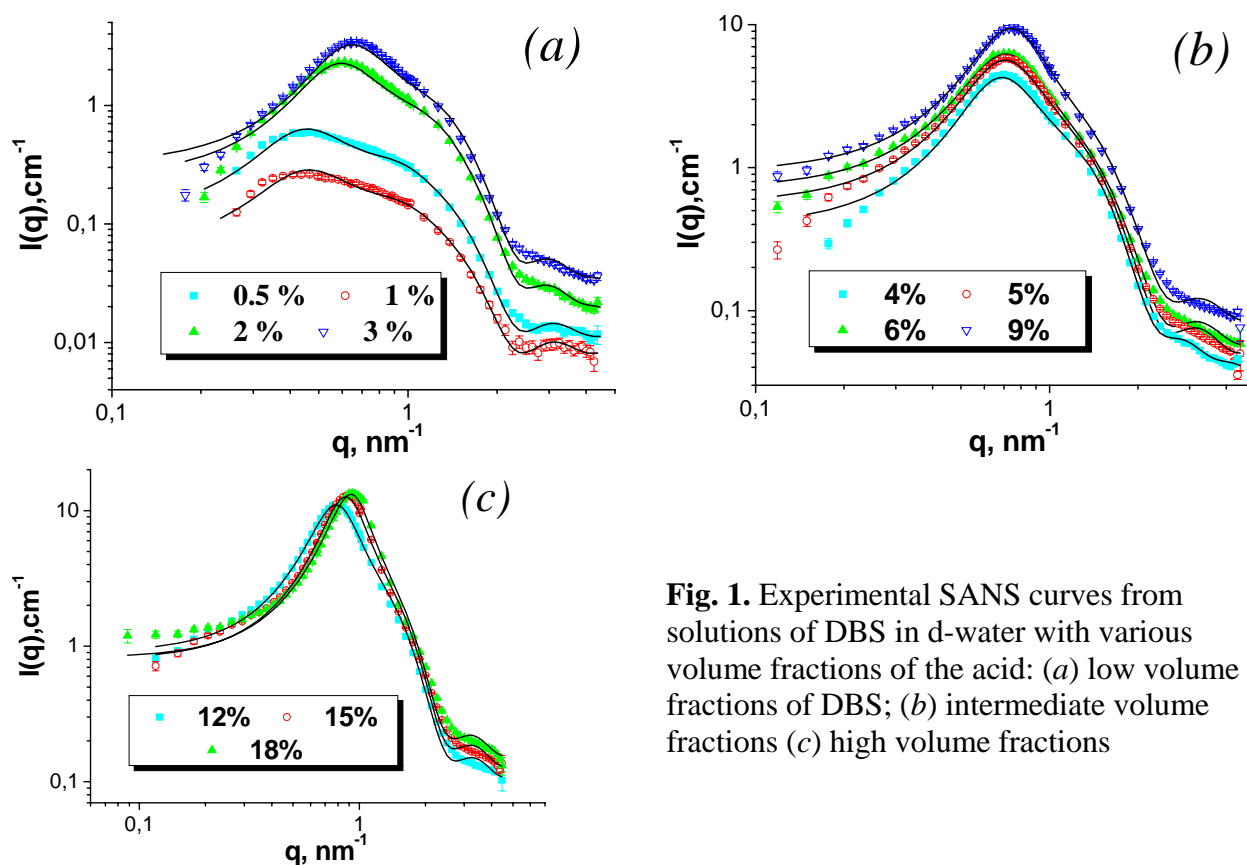 (a)
I(q),cm-1
1
0,1
0,01
0.5 % 1 %
2 % 3 %
0,1 1
q, nm-1
(b)
I(q),cm-1
10
1
0,1
4% 5%
6% 9%
0,1 1
q, nm-1
(c)
I(q),cm-1
10
1
0,1
12% 15%
18%
0,1 1
q, nm-1
Fig. 1. Experimental SANS curves from
solutions of DBS in d-water with various
volume fractions of the acid: (a) low volume
fractions of DBS; (b) intermediate volume
fractions (c) high volume fractions